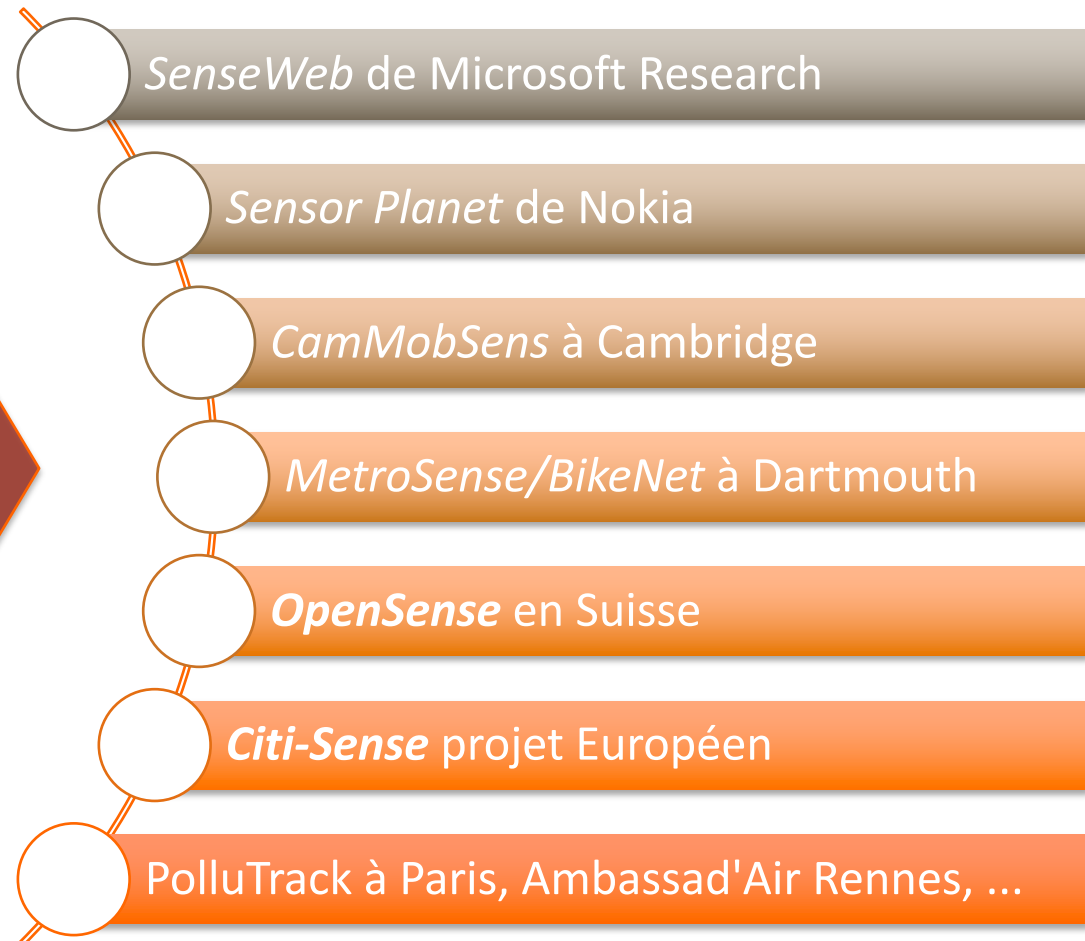 SenseWeb de Microsoft Research
Sensor Planet de Nokia
CamMobSens à Cambridge
MetroSense/BikeNet à Dartmouth
OpenSense en Suisse
Citi-Sense projet Européen
PolluTrack à Paris, Ambassad'Air Rennes, ...